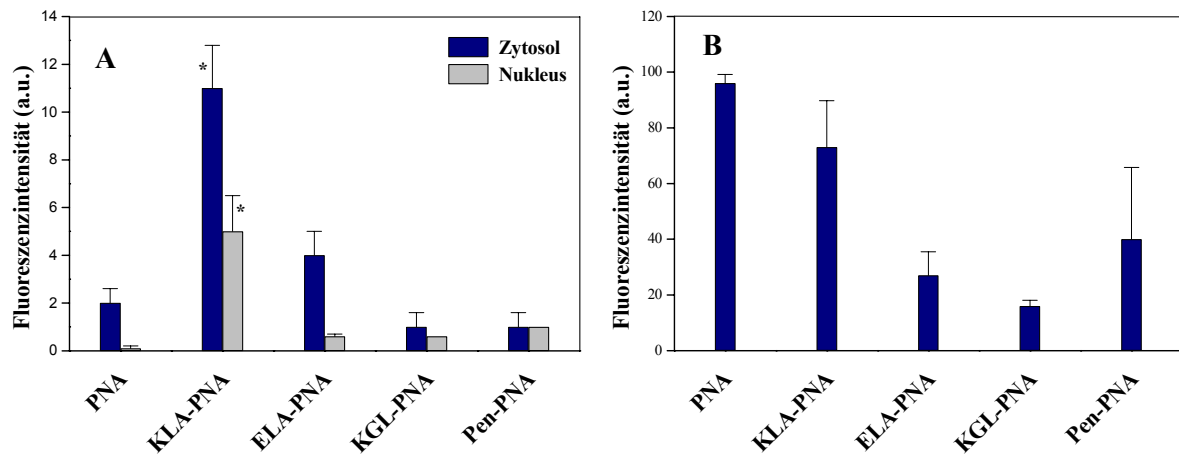 A
Zytosol
Nukleus
*
*
Fluoreszenzintensität (a.u.)
14
12
10
8
6
4
2
0
PNA
KLA-PNA
ELA-PNA
KGL-PNA
Pen-PNA
B
Fluoreszenzintensität (a.u.)
120
100
80
60
40
20
0
PNA
KLA-PNA
ELA-PNA
KGL-PNA
Pen-PNA